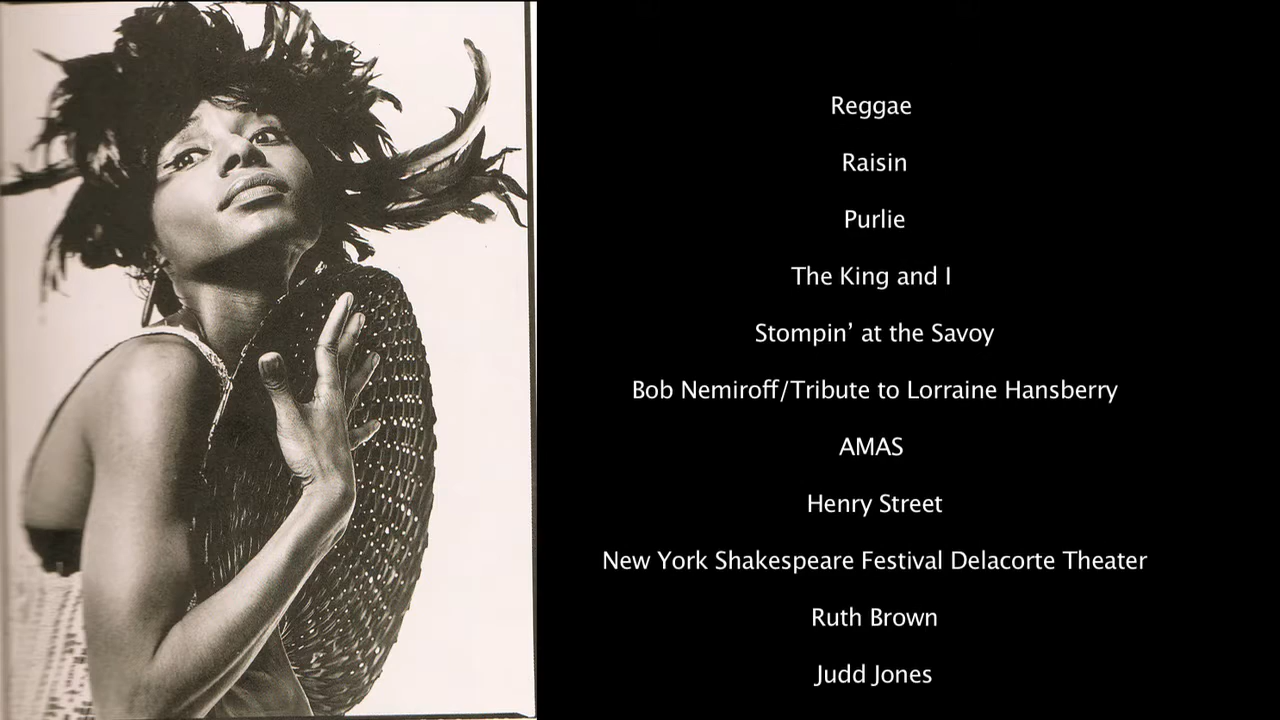 Reggae
Raisin
Purlie
The King and I
Stompin’ at the Savoy
Bob Nemiroff/Tribute to Lorraine Hansberry
AMAS
Henry Street
New York Shakespeare Festival Delacorte Theater
Ruth Brown
Judd Jones